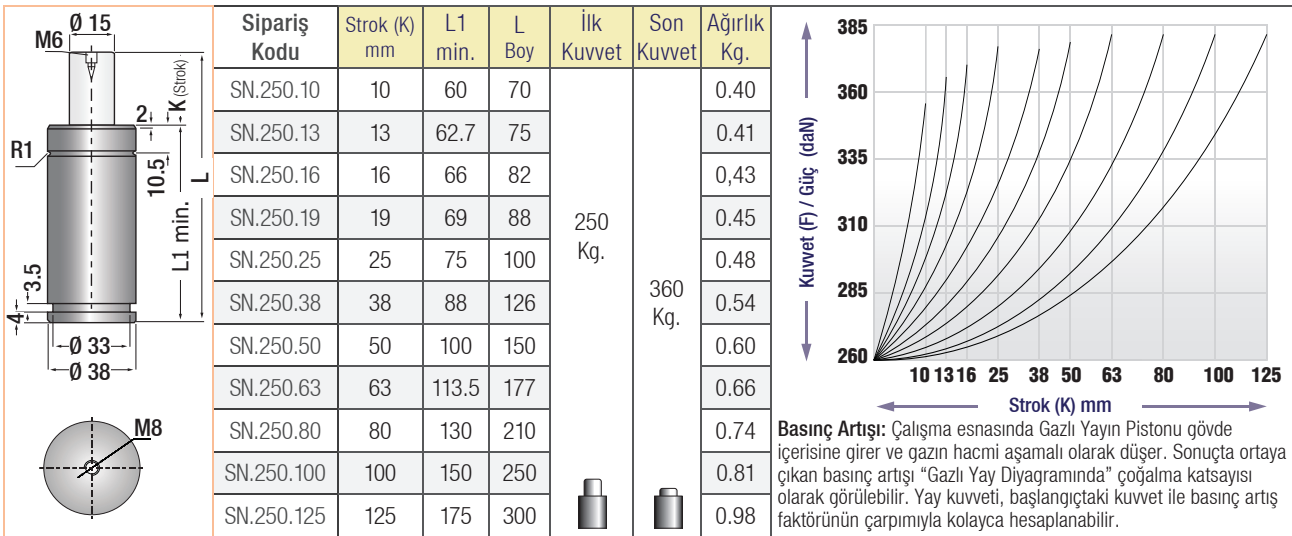 Ø 15
M6
K (Strok)
2
R1
10.5
L
L1 min.
3.5
4
Ø 33
Ø 38
M8
Sipariş Kodu | Strok (K) mm | L1 min. | L Boy | İlk Kuvvet | Son Kuvvet | Ağırlık Kg.
SN.250.10 | 10 | 60 | 70 | 0.40
SN.250.13 | 13 | 62.7 | 75 | 0.41
SN.250.16 | 16 | 66 | 82 | 0,43
SN.250.19 | 19 | 69 | 88 | 0.45
SN.250.25 | 25 | 75 | 100 | 0.48
SN.250.38 | 38 | 88 | 126 | 0.54
SN.250.50 | 50 | 100 | 150 | 0.60
SN.250.63 | 63 | 113.5 | 177 | 0.66
SN.250.80 | 80 | 130 | 210 | 0.74
SN.250.100 | 100 | 150 | 250 | 0.81
SN.250.125 | 125 | 175 | 300 | 0.98
250
Kg.
360
Kg.
Kuvvet (F) / Güç (daN)
385
360
335
310
285
260
10 13 16 25 38 50 63 80 100 125
Strok (K) mm
Basınç Artışı: Çalışma esnasında Gazlı Yayın Pistonu gövde
içerisine girer ve gazın hacmi aşamalı olarak düşer. Sonuçta ortaya
çıkan basınç artışı “Gazlı Yay Diyagramında” çoğalma katsayısı
olarak görülebilir. Yay kuvveti, başlangıçtaki kuvvet ile basınç artış
faktörünün çarpımıyla kolayca hesaplanabilir.